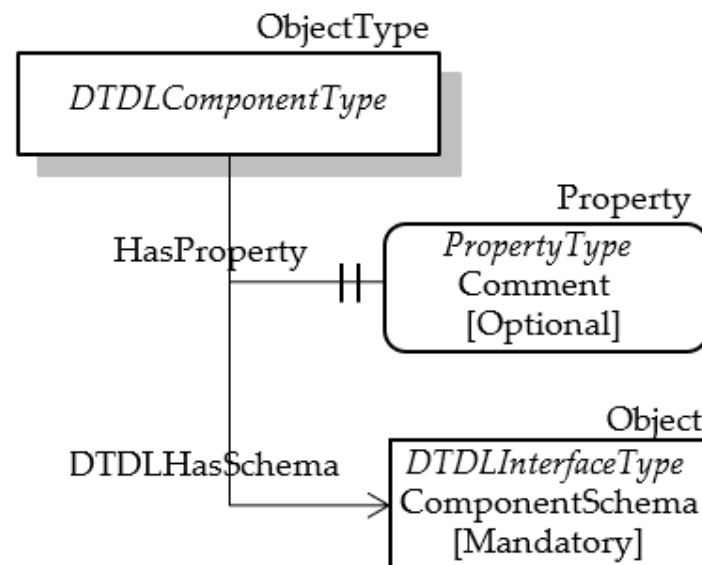 ObjectType
DTDLComponentType
Property
HasProperty
PropertyType
Comment
[Optional]
Object
DTDLHasSchema
DTDLInterfaceType
ComponentSchema
[Mandatory]